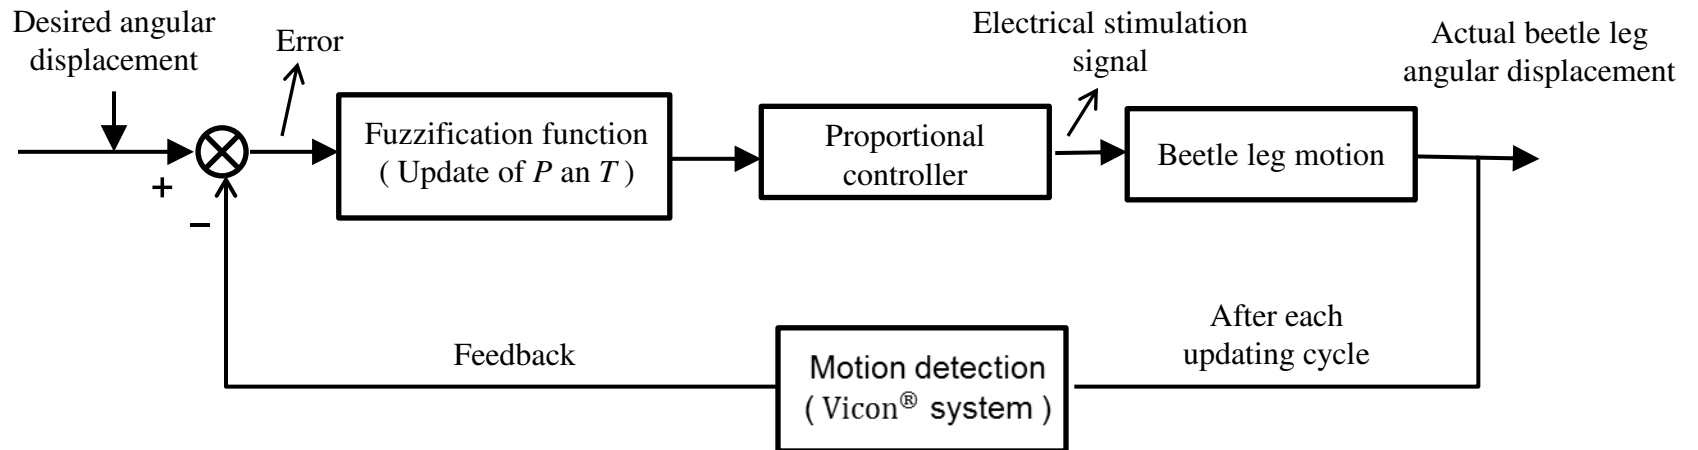 Desired angular
displacement
Error
Electrical stimulation
signal
Actual beetle leg
angular displacement
Fuzzification function
( Update of P an T )
Proportional
controller
Beetle leg motion
+
−
After each
updating cycle
Feedback
Motion detection
( Vicon® system )